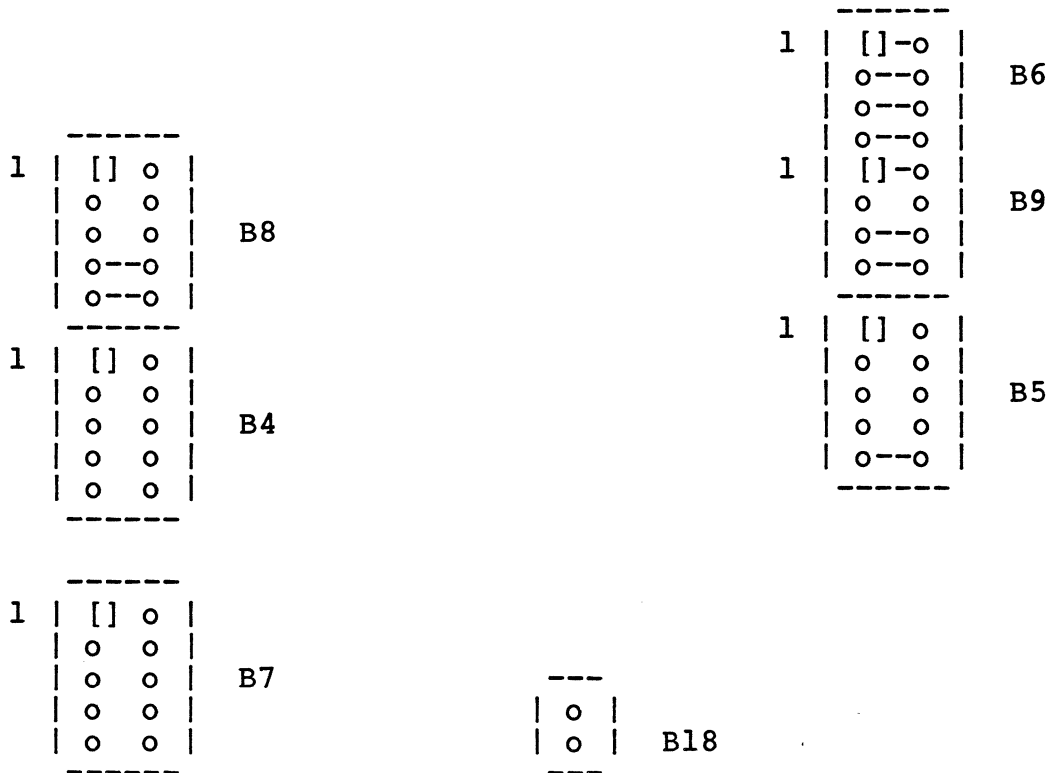 ------
                                            1  | []-o |
                                               | o--o |   B6
                                               | o--o |
    ------                                     | o--o |
1  | [] o |                                 1  | []-o |
   | o  o |                                    | o  o |   B9
   | o  o |   B8                               | o--o |
   | o--o |                                    | o--o |
   | o--o |                                     ------
    ------                                  1  | [] o |
1  | [] o |                                    | o  o |
   | o  o |                                    | o  o |   B5
   | o  o |   B4                               | o  o |
   | o  o |                                    | o--o |
   | o  o |                                     ------
    ------

    ------
1  | [] o |
   | o  o |
   | o  o |   B7                 ---
   | o  o |                     | o |
   | o  o |                     | o |   B18
    ------                       ---